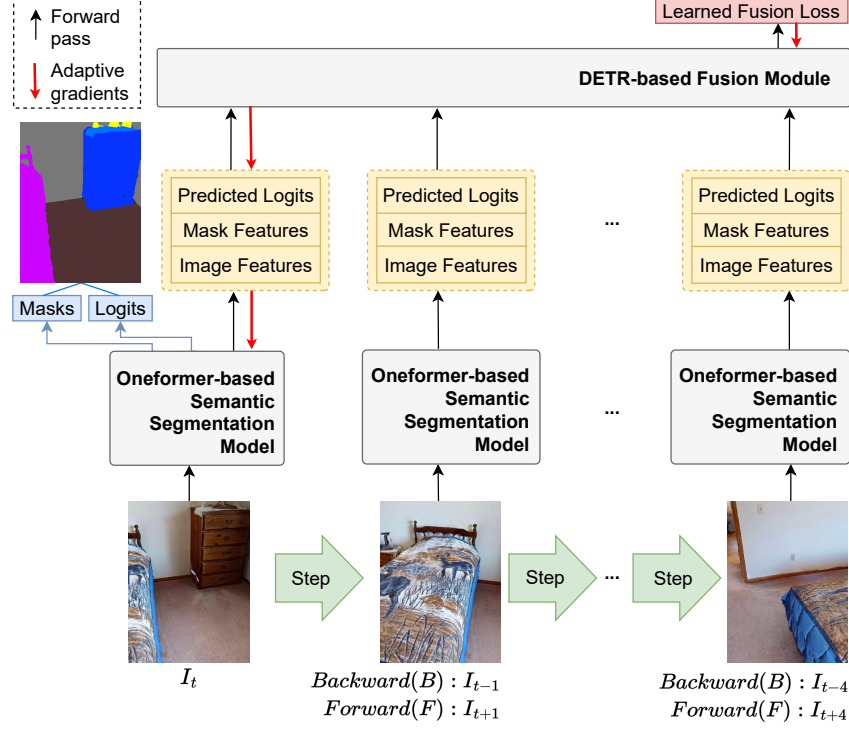 Forward
pass
Adaptive
gradients
Learned Fusion Loss
DETR-based Fusion Module
Predicted Logits
Mask Features
Image Features
Predicted Logits
Mask Features
Image Features
...
Predicted Logits
Mask Features
Image Features
Masks
Logits
Oneformer-based
Semantic
Segmentation
Model
Oneformer-based
Semantic
Segmentation
Model
...
Oneformer-based
Semantic
Segmentation
Model
Step
Step
...
Step
I_t
Backward(B) : I_{t-1}
Forward(F) : I_{t+1}
Backward(B) : I_{t-4}
Forward(F) : I_{t+4}